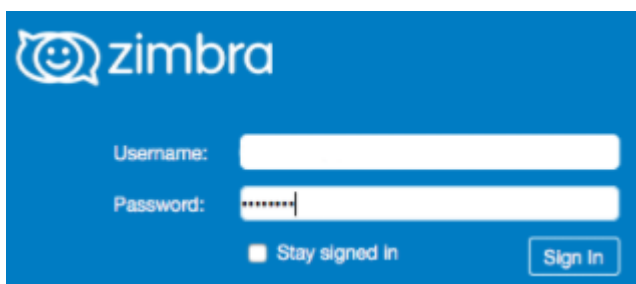 zimbra
Username:
Password:
Stay signed in
Sign In